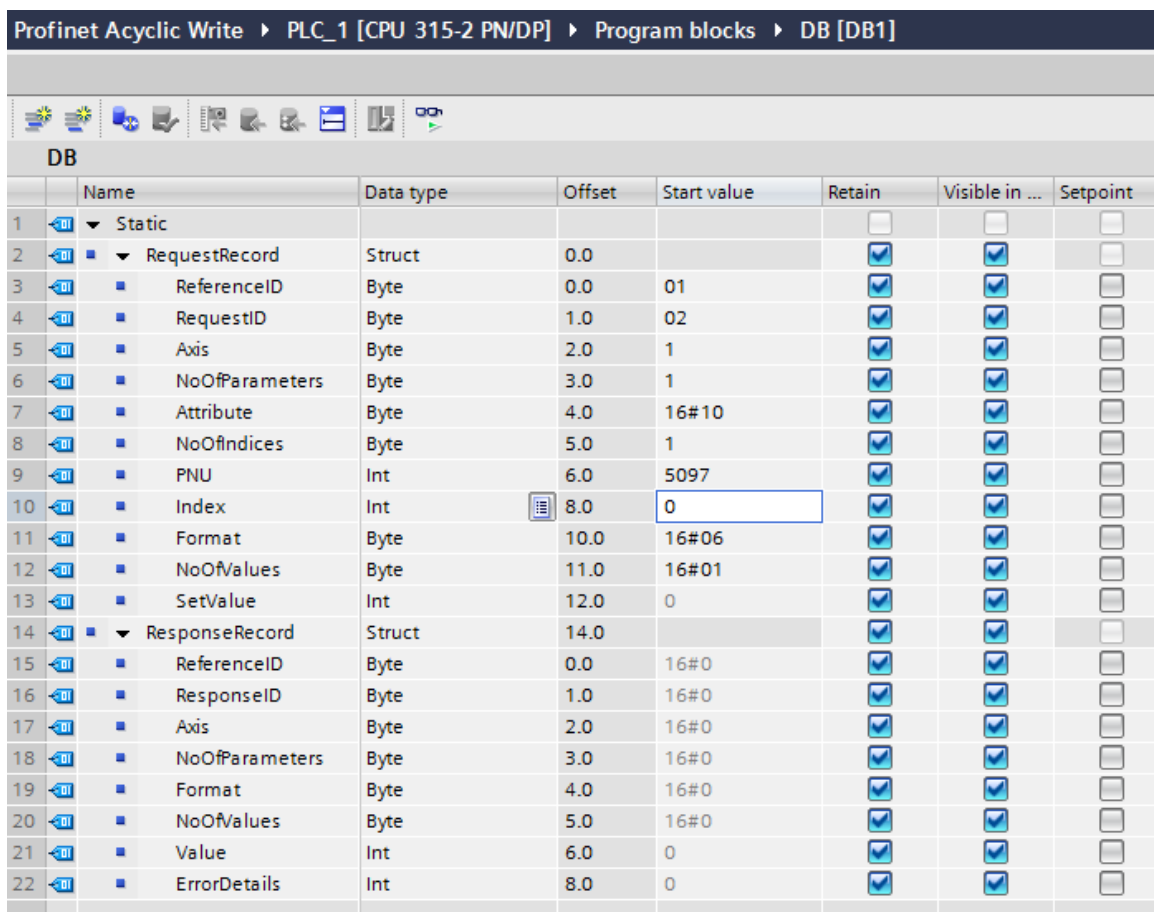 Profinet Acyclic Write ▸ PLC_1 [CPU 315-2 PN/DP] ▸ Program blocks ▸ DB [DB1]
DB
Name Data type Offset Start value Retain Visible in ... Setpoint
1 Static
2 RequestRecord Struct 0.0
3 ReferenceID Byte 0.0 01
4 RequestID Byte 1.0 02
5 Axis Byte 2.0 1
6 NoOfParameters Byte 3.0 1
7 Attribute Byte 4.0 16#10
8 NoOfIndices Byte 5.0 1
9 PNU Int 6.0 5097
10 Index Int 8.0 0
11 Format Byte 10.0 16#06
12 NoOfValues Byte 11.0 16#01
13 SetValue Int 12.0 0
14 ResponseRecord Struct 14.0
15 ReferenceID Byte 0.0 16#0
16 ResponseID Byte 1.0 16#0
17 Axis Byte 2.0 16#0
18 NoOfParameters Byte 3.0 16#0
19 Format Byte 4.0 16#0
20 NoOfValues Byte 5.0 16#0
21 Value Int 6.0 0
22 ErrorDetails Int 8.0 0